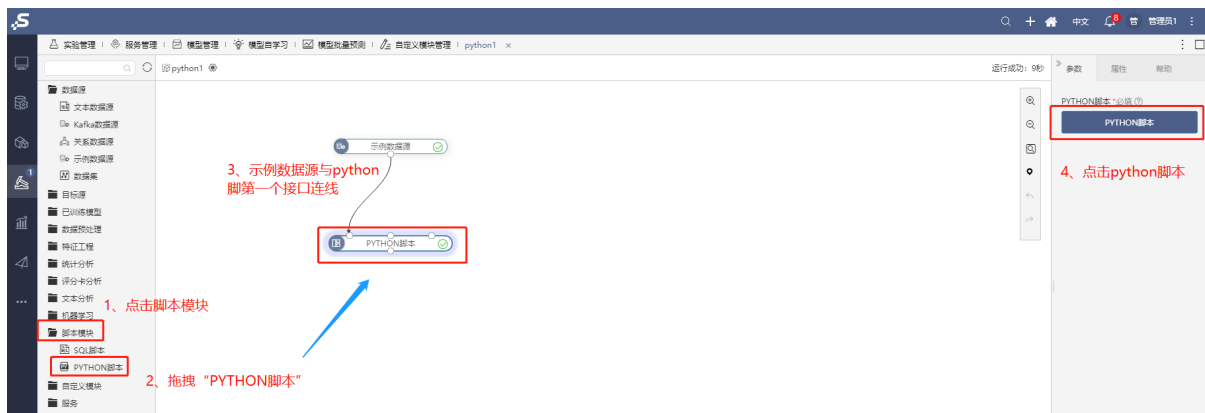 S
中文
8
管
管理员1
实验管理
服务管理
模型管理
模型自学习
模型批量预测
自定义模块管理
python1 ×
python1
运行成功：9秒
参数
属性
帮助
数据源
文本数据源
Kafka数据源
关系数据源
示例数据源
数据集
目标源
已训练模型
数据预处理
特征工程
统计分析
评分卡分析
文本分析
机器学习
脚本模块
SQL脚本
PYTHON脚本
自定义模块
服务
1
示例数据源
3、示例数据源与python
脚第一个接口连线
PYTHON脚本
1、点击脚本模块
2、拖拽“PYTHON脚本”
PYTHON脚本 *必填
PYTHON脚本
4、点击python脚本